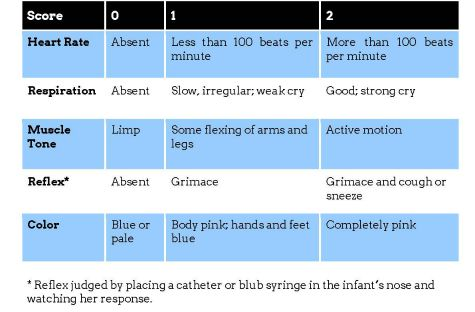 Score 0 1 2
Heart Rate Absent Less than 100 beats per More than 100 beats
minute per minute
Respiration Absent Slow, irregular; weak cry Good; strong cry
Muscle Limp Some flexing of arms and Active motion
Tone legs
Reflex* Absent Grimace Grimace and cough or
sneeze
Color Blue or Body pink; hands and feet Completely pink
pale blue
* Reflex judged by placing a catheter or blub syringe in the infant's nose and
watching her response.